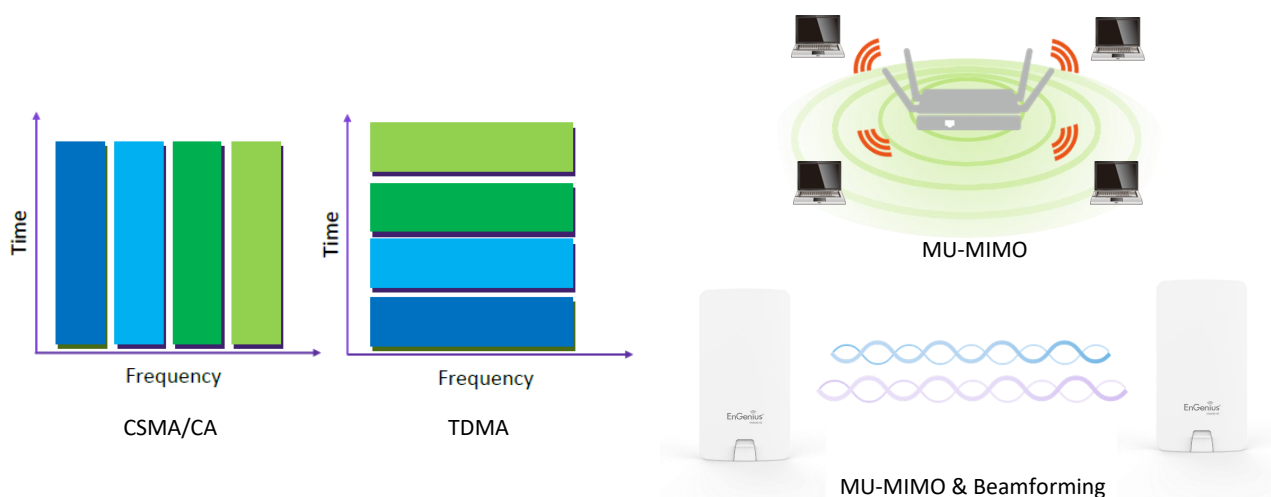 Time
Frequency
CSMA/CA
Time
Frequency
TDMA
MU-MIMO
EnGenius
EnGenius
MU-MIMO & Beamforming